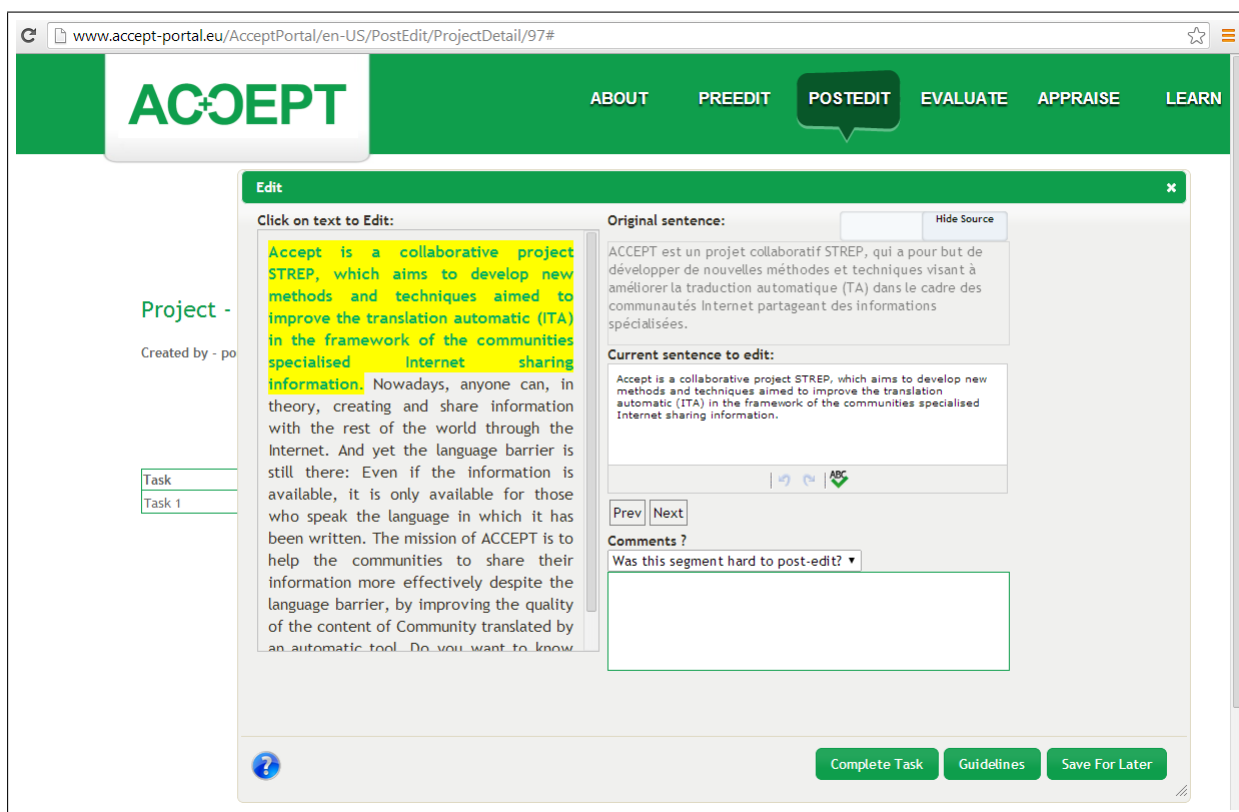 www.accept-portal.eu/AcceptPortal/en-US/PostEdit/ProjectDetail/97#
ACCEPT
ABOUT PREEDIT POSTEDIT EVALUATE APPRAISE LEARN
Edit
Project -
Created by - po
Task
Task 1
Click on text to Edit:
Accept is a collaborative project
STREP, which aims to develop new
methods and techniques aimed to
improve the translation automatic (ITA)
in the framework of the communities
specialised Internet sharing
information. Nowadays, anyone can, in
theory, creating and share information
with the rest of the world through the
Internet. And yet the language barrier is
still there: Even if the information is
available, it is only available for those
who speak the language in which it has
been written. The mission of ACCEPT is to
help the communities to share their
information more effectively despite the
language barrier, by improving the quality
of the content of Community translated by
an automatic tool. Do you want to know
Original sentence:
Hide Source
ACCEPT est un projet collaboratif STREP, qui a pour but de
développer de nouvelles méthodes et techniques visant à
améliorer la traduction automatique (TA) dans le cadre des
communautés Internet partageant des informations
spécialisées.
Current sentence to edit:
Accept is a collaborative project STREP, which aims to develop new
methods and techniques aimed to improve the translation
automatic (ITA) in the framework of the communities specialised
Internet sharing information.
ABC
Prev Next
Comments ?
Was this segment hard to post-edit?
?
Complete Task Guidelines Save For Later